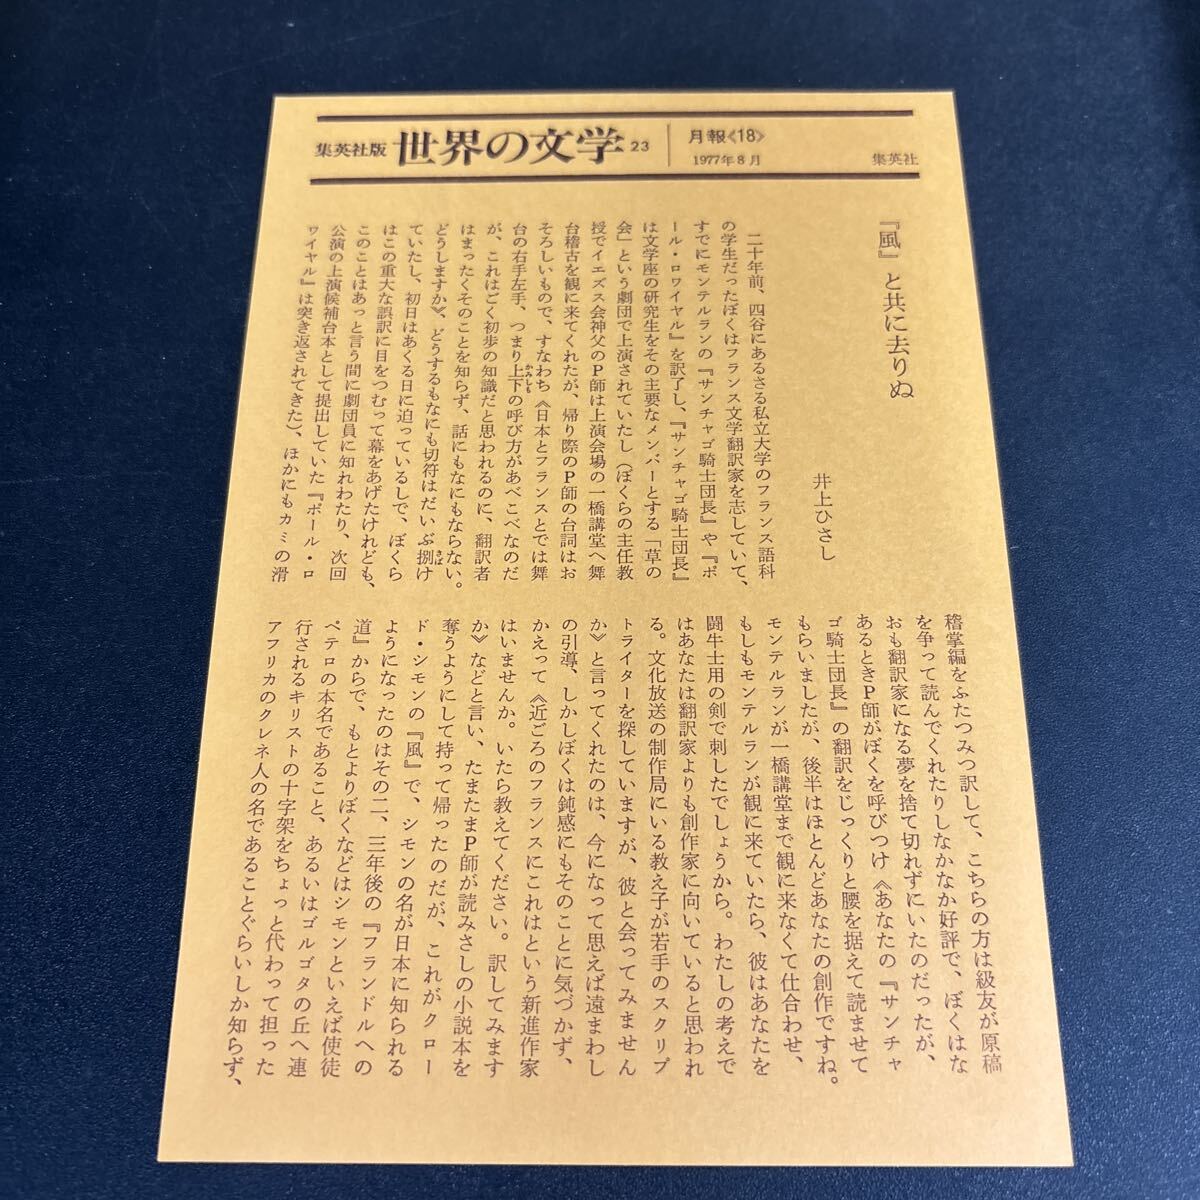 集英社版 世界の文学 23
月報《18》
1977年8月
集英社
『風』と共に去りぬ
井上ひさし
二十年前、四谷にあるさる私立大学のフランス語科
の学生だったぼくはフランス文学翻訳家を志していて、
すでにモンテルランの『サンチャゴ騎士団長』や『ポ
ール・ロワイヤル』を訳了し、『サンチャゴ騎士団長』
は文学座の研究生をその主要なメンバーとする「草の
会」という劇団で上演されていたし（ぼくらの主任教
授でイエズス会神父のP師は上演会場の一橋講堂へ舞
台稽古を観に来てくれたが、帰り際のP師の台詞はお
そろしいもので、すなわち《日本とフランスとでは舞
台の右手左手、つまり上下の呼び方があべこべなのだ
かみしも
が、これはごく初歩の知識だと思われるのに、翻訳者
はまったくそのことを知らず、話にもなにもならない。
どうしますか》、どうするもなにも切符はだいぶ捌け
さば
ていたし、初日はあくる日に迫っているしで、ぼくら
はこの重大な誤訳に目をつむって幕をあげたけれども、
このことはあっと言う間に劇団員に知れわたり、次回
公演の上演候補台本として提出していた『ポール・ロ
ワイヤル』は突き返されてきた）、ほかにもカミの滑
稽掌編をふたつみつ訳して、こちらの方は級友が原稿
を争って読んでくれたりしなかなか好評で、ぼくはな
おも翻訳家になる夢を捨て切れずにいたのだったが、
あるときP師がぼくを呼びつけ《あなたの『サンチャ
ゴ騎士団長』の翻訳をじっくりと腰を据えて読ませて
もらいましたが、後半はほとんどあなたの創作ですね。
モンテルランが一橋講堂まで観に来なくて仕合わせ、
もしもモンテルランが観に来ていたら、彼はあなたを
闘牛士用の剣で刺したでしょうから。わたしの考えで
はあなたは翻訳家よりも創作家に向いていると思われ
る。文化放送の制作局にいる教え子が若手のスクリプ
トライターを探していますが、彼と会ってみません
か》と言ってくれたのは、今になって思えば遠まわし
の引導、しかしぼくは鈍感にもそのことに気づかず、
かえって《近ごろのフランスにこれはという新進作家
はいませんか。いたら教えてください。訳してみます
か》などと言い、たまたまP師が読みさしの小説本を
奪うようにして持って帰ったのだが、これがクロー
ド・シモンの『風』で、シモンの名が日本に知られる
ようになったのはその二、三年後の『フランドルへの
道』からで、もとよりぼくなどはシモンといえば使徒
ペテロの本名であること、あるいはゴルゴタの丘へ連
行されるキリストの十字架をちょっと代わって担った
アフリカのクレネ人の名であることぐらいしか知らず、